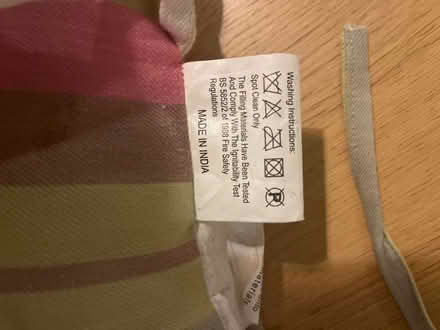 Washing Instructions:
P
Spot Clean Only
The Filling Materials Have Been Tested
And Comply With The Ignitability Test
BS 5852/2 of 1988 Fire Safety
Regulations
MADE IN INDIA